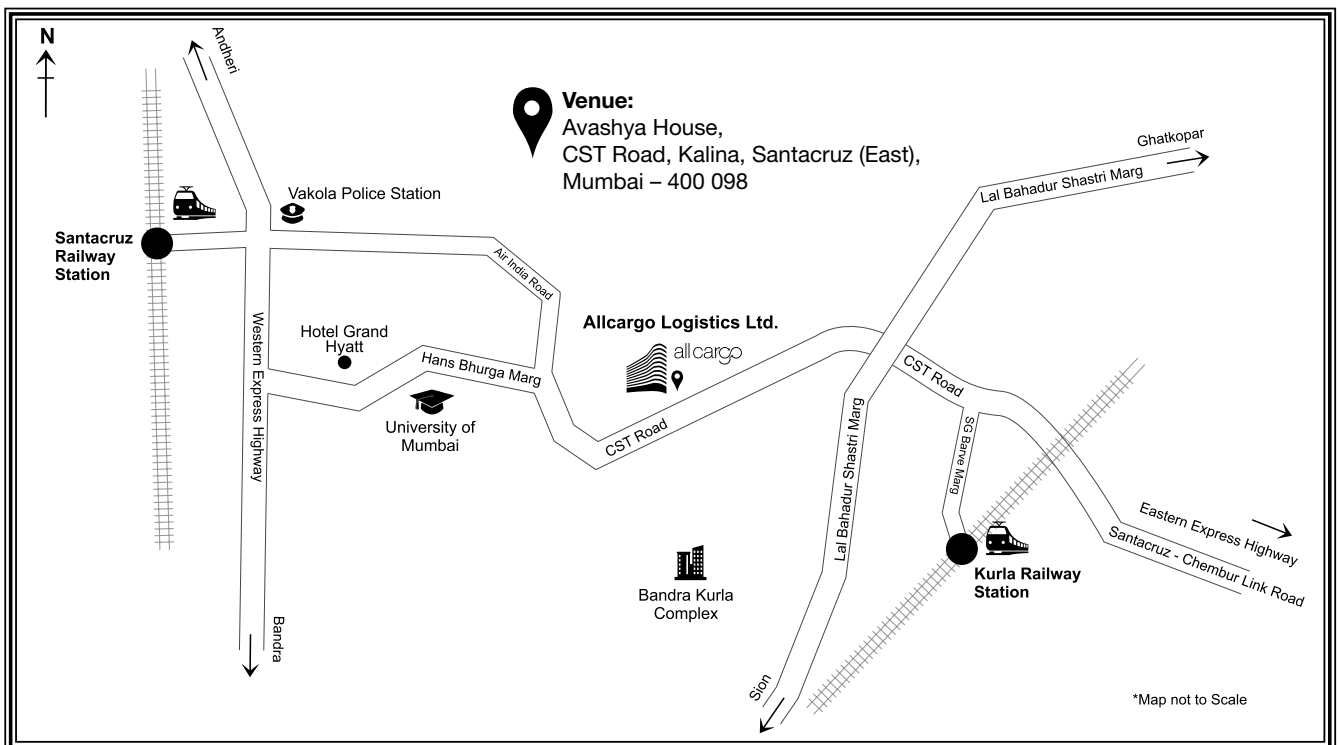 N
Andheri
Venue:
Avashya House,
CST Road, Kalina, Santacruz (East),
Mumbai – 400 098
Ghatkopar
Lal Bahadur Shastri Marg
Vakola Police Station
Santacruz
Railway
Station
Air India Road
Western Express Highway
Hotel Grand
Hyatt
Hans Bhurga Marg
University of
Mumbai
Allcargo Logistics Ltd.
allcargo
CST Road
CST Road
SG Barve Marg
Lal Bahadur Shastri Marg
Eastern Express Highway
Santacruz - Chembur Link Road
Kurla Railway
Station
Bandra Kurla
Complex
Bandra
Sion
*Map not to Scale